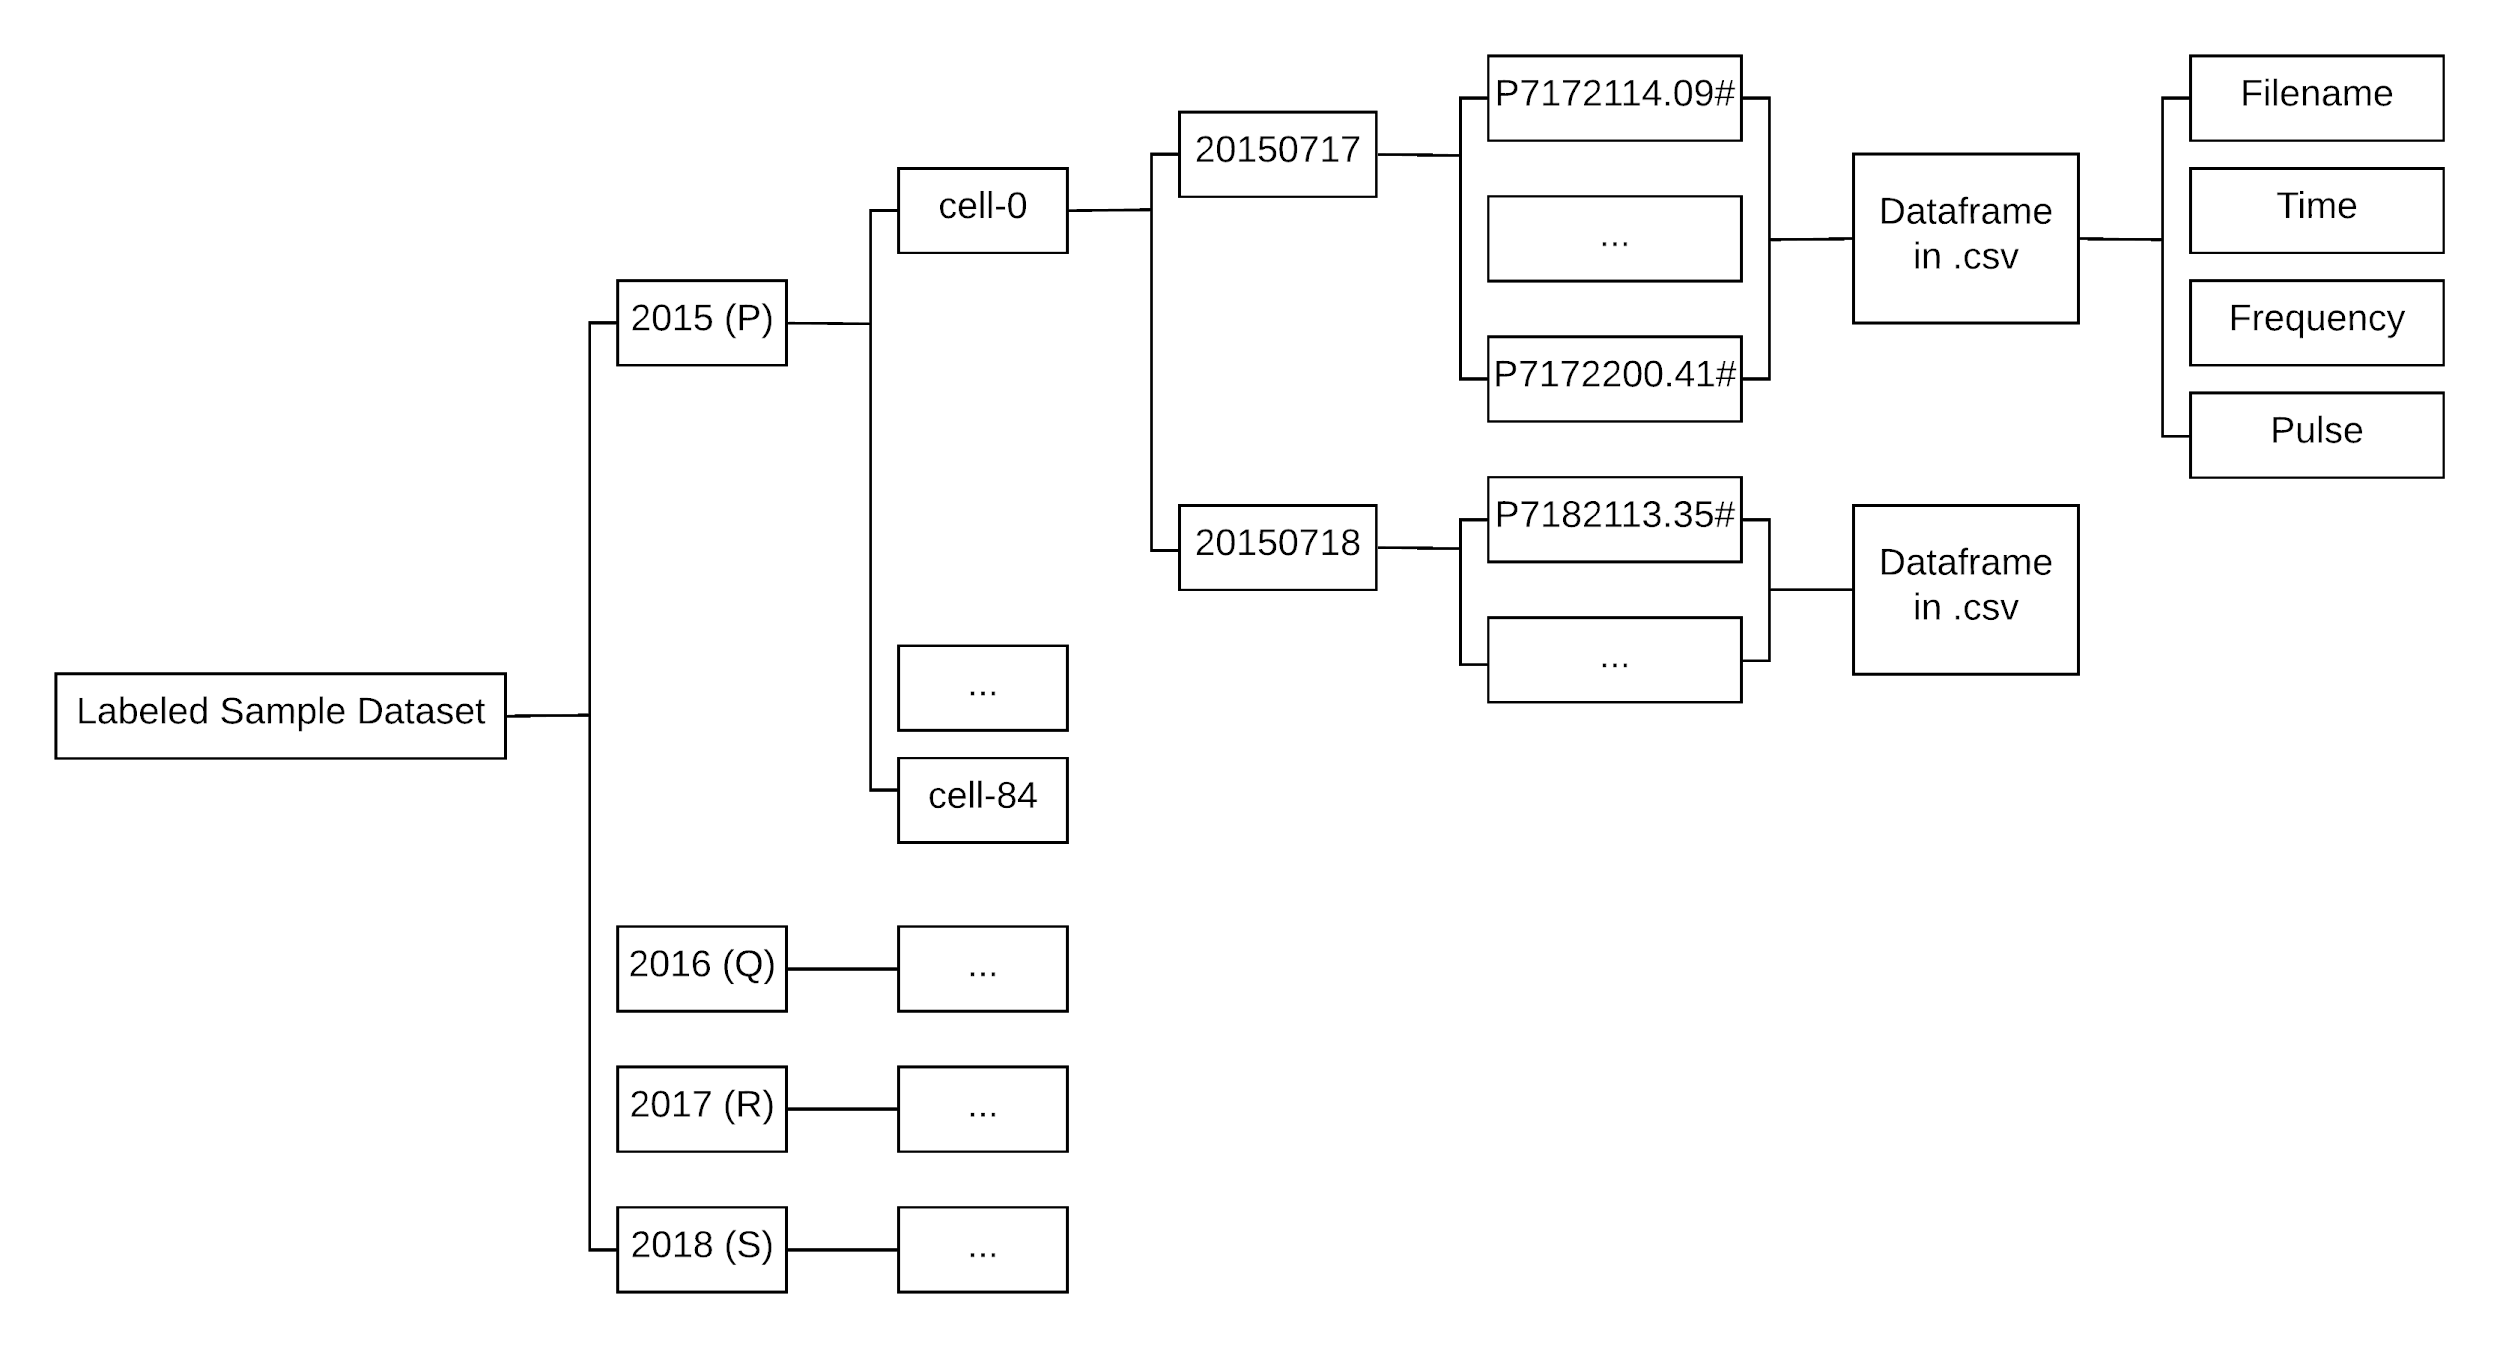 Labeled Sample Dataset
2015 (P)
2016 (Q)
2017 (R)
2018 (S)
cell-0
...
cell-84
...
...
...
20150717
20150718
P7172114.09#
...
P7172200.41#
P7182113.35#
...
Dataframe
in .csv
Dataframe
in .csv
Filename
Time
Frequency
Pulse